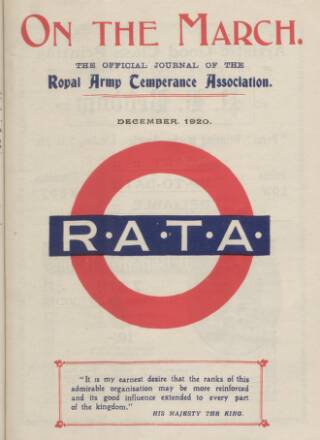 ON THE MARCH.
THE OFFICIAL JOURNAL OF THE
Royal Army Temperance Association.
DECEMBER, 1920.
R·A·T·A·
"It is my earnest desire that the ranks of this
admirable organisation may be more reinforced
and its good influence extended to every part
of the kingdom."
HIS MAJESTY THE KING.